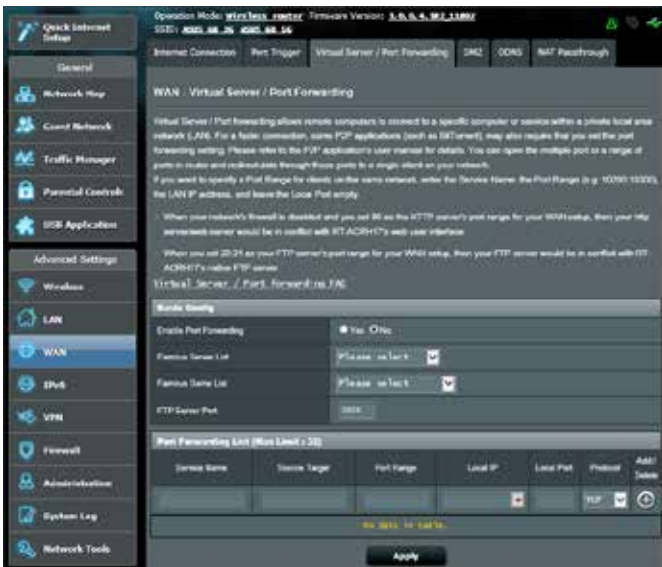 Quick Internet Setup
Operation Mode: Wireless router Firmware Version: 3.0.0.4.382_11002
SSID:
General
Network Map
Guest Network
Traffic Manager
Parental Controls
USB Application
Advanced Settings
Wireless
LAN
WAN
IPv6
VPN
Firewall
Administration
System Log
Network Tools
Internet Connection Port Trigger Virtual Server / Port Forwarding DMZ DDNS NAT Passthrough
WAN - Virtual Server / Port Forwarding
Virtual Server / Port forwarding allows remote computers to connect to a specific computer or service within a private local area
network (LAN). For a faster connection, some P2P applications (such as BitTorrent), may also require that you set the port
forwarding setting. Please refer to the P2P application's user manual for details. You can open the multiple port or a range of
ports in router and redirect data through those ports to a single client on your network.
If you want to specify a Port Range for clients on the same network, enter the Service Name, the Port Range (e.g. 10200:10300),
the LAN IP address, and leave the Local Port empty.
When your network's firewall is disabled and you set 80 as the HTTP server's port range for your WAN setup, then your http
server/web server would be in conflict with RT-ACRH17's web user interface.
When you set 20:21 as your FTP server's port range for your WAN setup, then your FTP server would be in conflict with RT-
ACRH17's native FTP server.
Virtual Server / Port Forwarding FAQ
Basic Config
Enable Port Forwarding Yes No
Famous Server List Please select
Famous Game List Please select
FTP Server Port
Port Forwarding List (Max Limit : 32)
Service Name Source Target Port Range Local IP Local Port Protocol Add / Delete
TCP
No data in table.
Apply